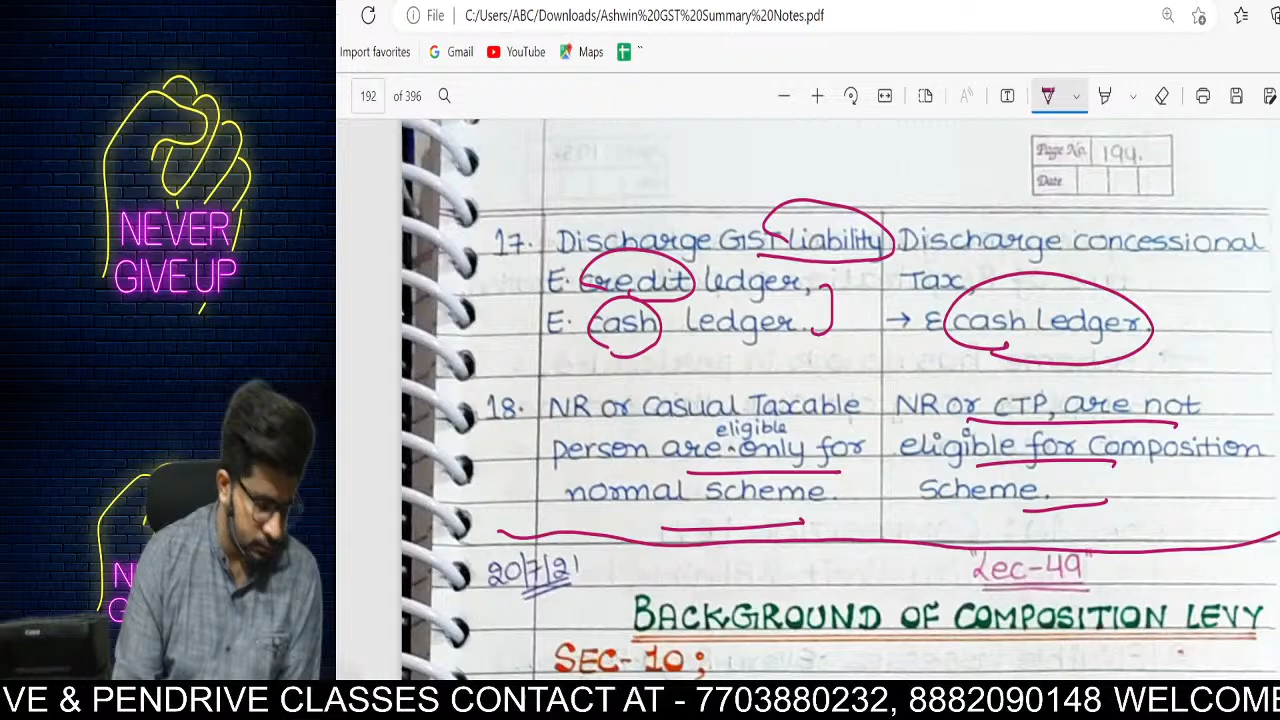 File C:/Users/ABC/Downloads/Ashwin%20GST%20Summary%20Notes.pdf
Import favorites Gmail YouTube Maps
192 of 396
NEVER
GIVE UP
Page No. 194.
Date
17. Discharge GST liability Discharge concessional
E. credit ledger, Tax,
E. cash ledger. → E cash ledger.
18. NR or Casual Taxable NR or CTP, are not
eligible
person are only for eligible for Composition
normal scheme. Scheme.
20/7/21 "Lec-49"
BACKGROUND OF COMPOSITION LEVY
SEC-10;
VE & PENDRIVE CLASSES CONTACT AT - 7703880232, 8882090148 WELCOME